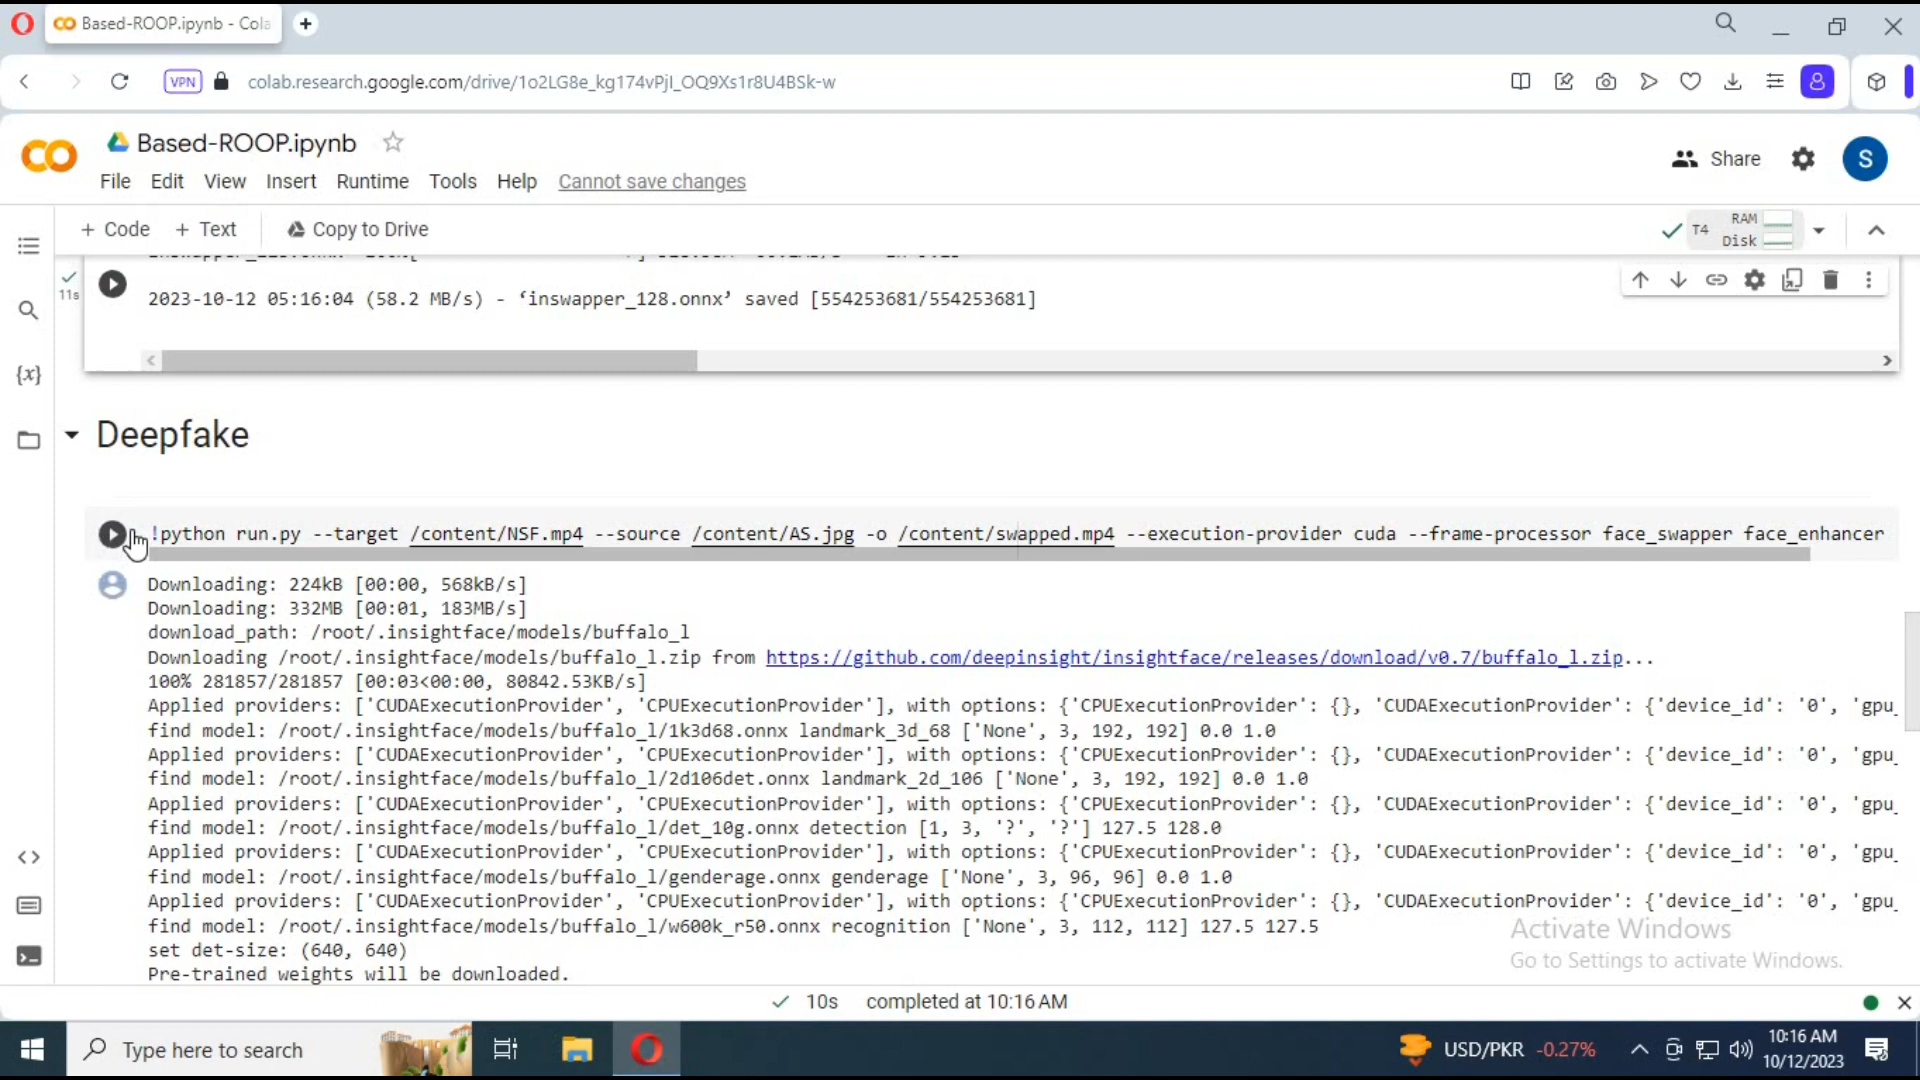 Based-ROOP.ipynb - Cola
VPN
colab.research.google.com/drive/1o2LG8e_kg174vPjI_OQ9Xs1r8U4BSk-w
Based-ROOP.ipynb
Share
S
File Edit View Insert Runtime Tools Help Cannot save changes
+ Code + Text Copy to Drive
T4 RAM
Disk
11s
2023-10-12 05:16:04 (58.2 MB/s) - ‘inswapper_128.onnx’ saved [554253681/554253681]
{x}
Deepfake
!python run.py --target /content/NSF.mp4 --source /content/AS.jpg -o /content/swapped.mp4 --execution-provider cuda --frame-processor face_swapper face_enhancer
Downloading: 224kB [00:00, 568kB/s]
Downloading: 332MB [00:01, 183MB/s]
download_path: /root/.insightface/models/buffalo_l
Downloading /root/.insightface/models/buffalo_l.zip from https://github.com/deepinsight/insightface/releases/download/v0.7/buffalo_l.zip...
100% 281857/281857 [00:03<00:00, 80842.53KB/s]
Applied providers: ['CUDAExecutionProvider', 'CPUExecutionProvider'], with options: {'CPUExecutionProvider': {}, 'CUDAExecutionProvider': {'device_id': '0', 'gpu_
find model: /root/.insightface/models/buffalo_l/1k3d68.onnx landmark_3d_68 ['None', 3, 192, 192] 0.0 1.0
Applied providers: ['CUDAExecutionProvider', 'CPUExecutionProvider'], with options: {'CPUExecutionProvider': {}, 'CUDAExecutionProvider': {'device_id': '0', 'gpu_
find model: /root/.insightface/models/buffalo_l/2d106det.onnx landmark_2d_106 ['None', 3, 192, 192] 0.0 1.0
Applied providers: ['CUDAExecutionProvider', 'CPUExecutionProvider'], with options: {'CPUExecutionProvider': {}, 'CUDAExecutionProvider': {'device_id': '0', 'gpu_
find model: /root/.insightface/models/buffalo_l/det_10g.onnx detection [1, 3, '?', '?'] 127.5 128.0
Applied providers: ['CUDAExecutionProvider', 'CPUExecutionProvider'], with options: {'CPUExecutionProvider': {}, 'CUDAExecutionProvider': {'device_id': '0', 'gpu_
find model: /root/.insightface/models/buffalo_l/genderage.onnx genderage ['None', 3, 96, 96] 0.0 1.0
Applied providers: ['CUDAExecutionProvider', 'CPUExecutionProvider'], with options: {'CPUExecutionProvider': {}, 'CUDAExecutionProvider': {'device_id': '0', 'gpu_
find model: /root/.insightface/models/buffalo_l/w600k_r50.onnx recognition ['None', 3, 112, 112] 127.5 127.5
set det-size: (640, 640)
Pre-trained weights will be downloaded.
Activate Windows
Go to Settings to activate Windows.
10s completed at 10:16 AM
Type here to search
USD/PKR -0.27%
10:16 AM
10/12/2023